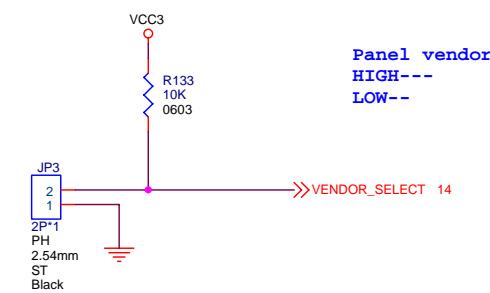 VCC3
Panel vendor
HIGH---
LOW--
R133
10K
0603
JP3
2
1
VENDOR_SELECT 14
2P*1
PH
2.54mm
ST
Black